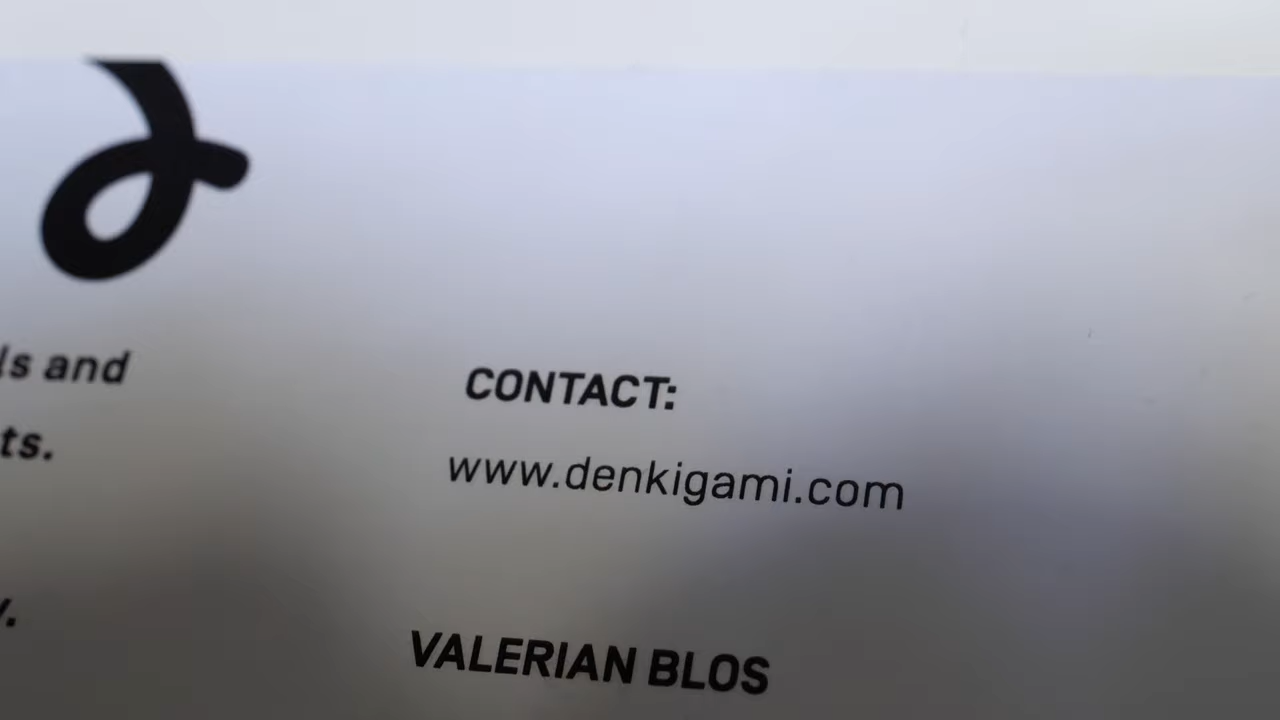 ls and
ts.
y.
CONTACT:
www.denkigami.com
VALERIAN BLOS